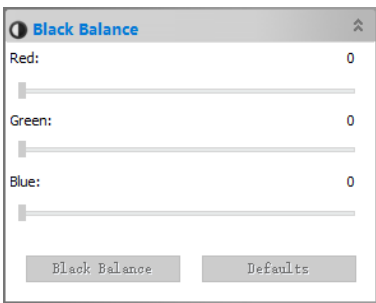 Black Balance
Red: 0
Green: 0
Blue: 0
Black Balance Defaults